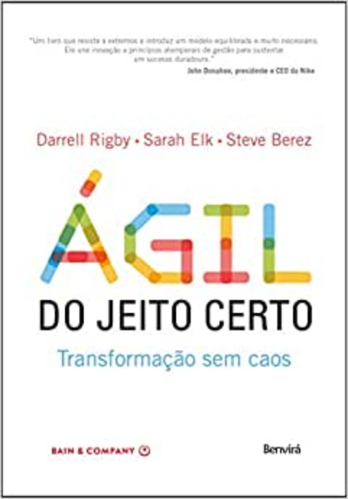 "Um livro que resiste a extremos e introduz um modelo equilibrado e muito necessário.
Ele une inovação a princípios atemporais de gestão para sustentar
um sucesso duradouro."
John Donahoe, presidente e CEO da Nike
Darrell Rigby • Sarah Elk • Steve Berez
ÁGIL
DO JEITO CERTO
Transformação sem caos
BAIN & COMPANY
Benvirá